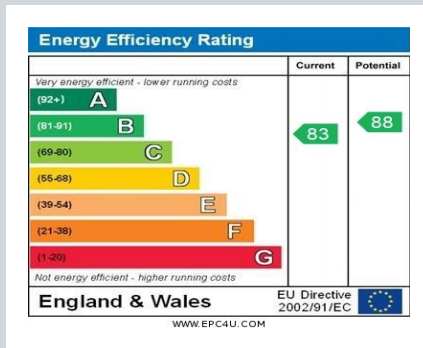 Energy Efficiency Rating
Current Potential
Very energy efficient - lower running costs
(92+) A
(81-91) B
(69-80) C
(55-68) D
(39-54) E
(21-38) F
(1-20) G
83
88
Not energy efficient - higher running costs
England & Wales
EU Directive
2002/91/EC
WWW.EPC4U.COM